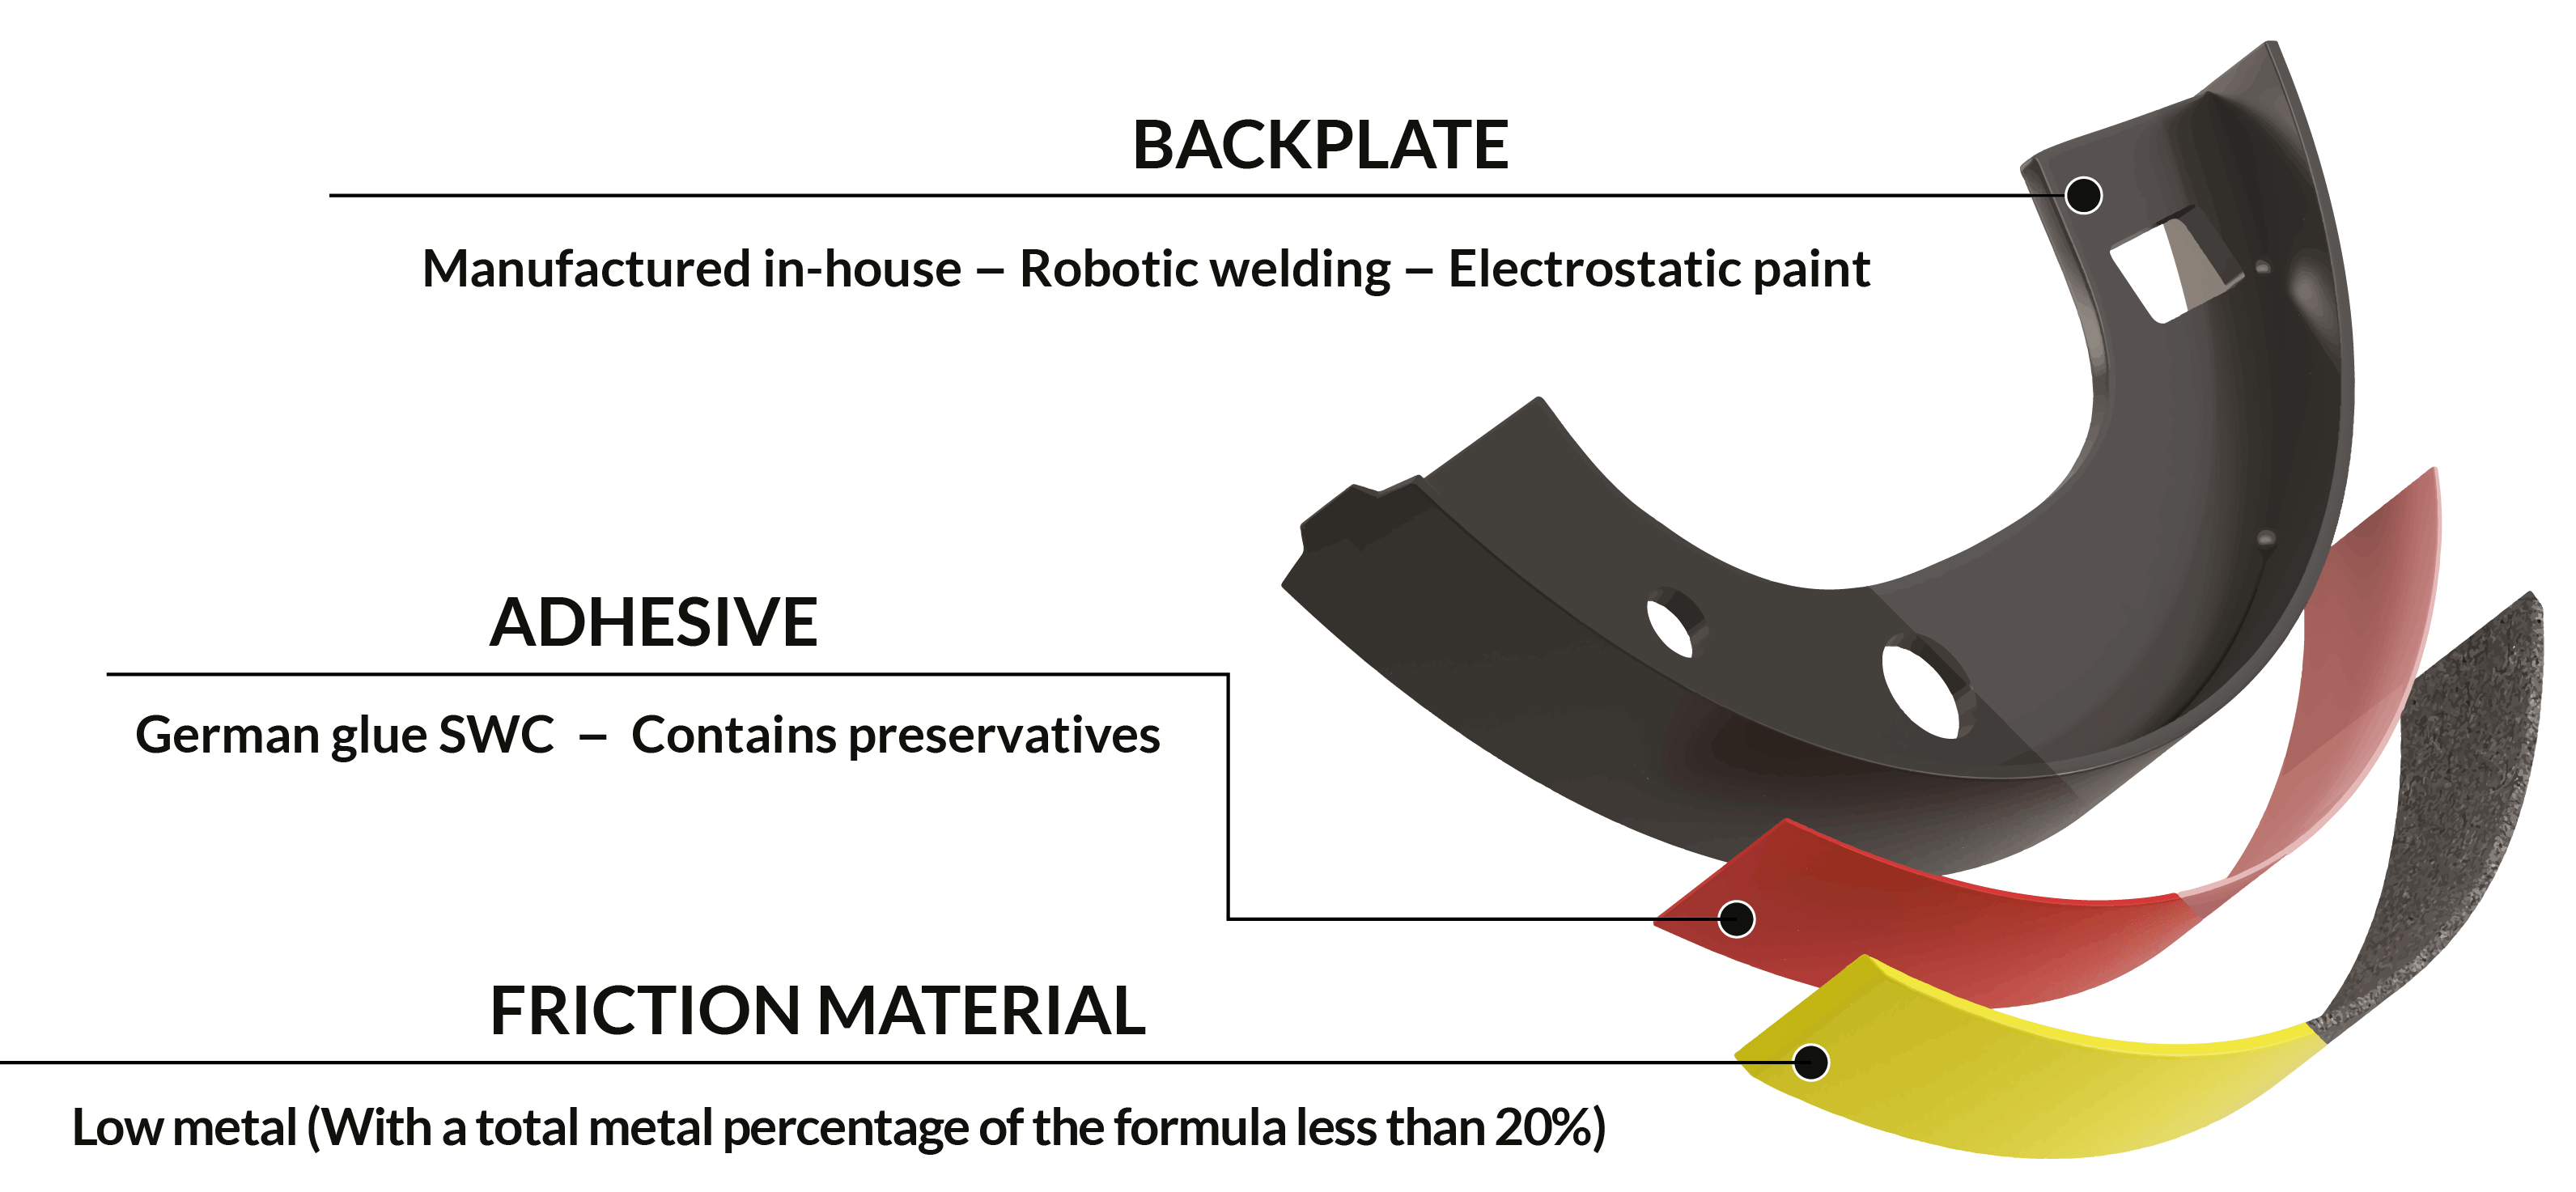 BACKPLATE
Manufactured in-house – Robotic welding – Electrostatic paint
ADHESIVE
German glue SWC – Contains preservatives
FRICTION MATERIAL
Low metal (With a total metal percentage of the formula less than 20%)